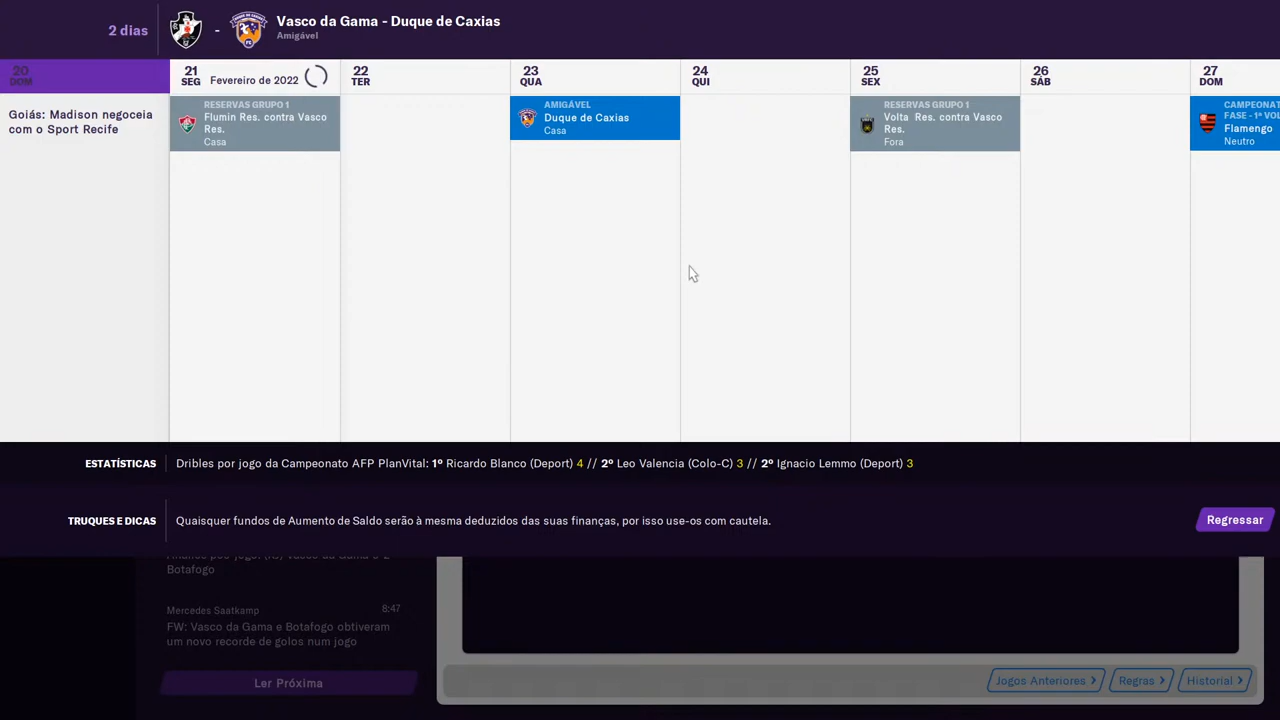 2 dias
Vasco da Gama - Duque de Caxias
Amigável
20
DOM
21
SEG
Fevereiro de 2022
22
TER
23
QUA
24
QUI
25
SEX
26
SÁB
27
DOM
Goiás: Madison negoceia
com o Sport Recife
RESERVAS GRUPO 1
Flumin Res. contra Vasco
Res.
Casa
AMIGÁVEL
Duque de Caxias
Casa
RESERVAS GRUPO 1
Volta Res. contra Vasco
Res.
Fora
CAMPEONAT
FASE - 1ª VOL
Flamengo
Neutro
ESTATÍSTICAS
Dribles por jogo da Campeonato AFP PlanVital: 1º Ricardo Blanco (Deport) 4 // 2º Leo Valencia (Colo-C) 3 // 2º Ignacio Lemmo (Deport) 3
TRUQUES E DICAS
Quaisquer fundos de Aumento de Saldo serão à mesma deduzidos das suas finanças, por isso use-os com cautela.
Regressar
Botafogo
Mercedes Saatkamp
8:47
FW: Vasco da Gama e Botafogo obtiveram
um novo recorde de golos num jogo
Ler Próxima
Jogos Anteriores
Regras
Historial